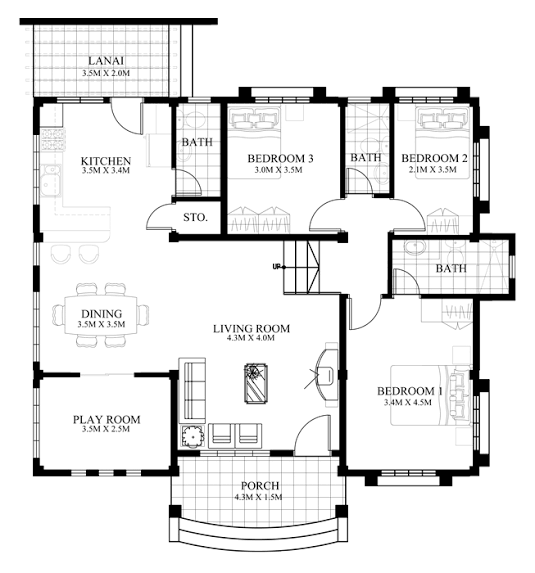 LANAI
3.5M X 2.0M
KITCHEN
3.5M X 3.4M
BATH
BEDROOM 3
3.0M X 3.5M
BATH
BEDROOM 2
2.1M X 3.5M
STO.
UP
BATH
DINING
3.5M X 3.5M
LIVING ROOM
4.3M X 4.0M
BEDROOM 1
3.4M X 4.5M
PLAY ROOM
3.5M X 2.5M
PORCH
4.3M X 1.5M